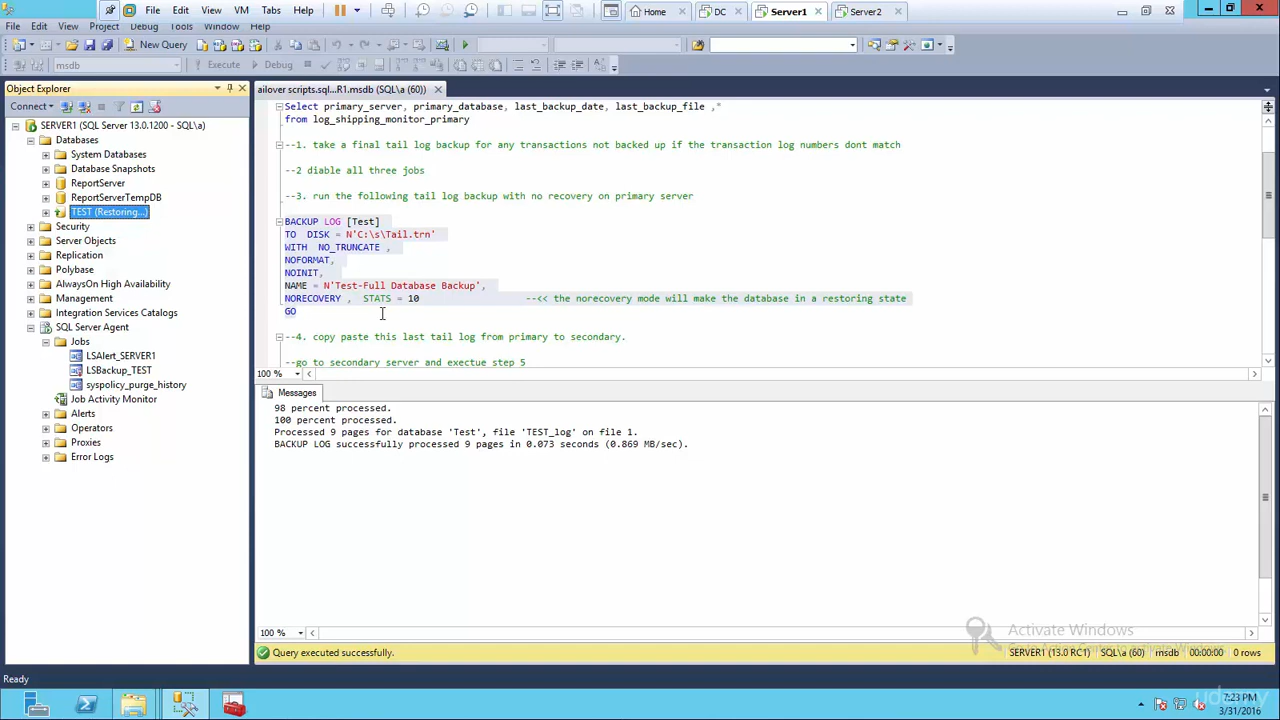 File Edit View VM Tabs Help
Home DC Server1 Server2
File Edit View Project Debug Tools Window Help
New Query
msdb Execute Debug
Object Explorer
ailover scripts.sql...R1.msdb (SQL\a (60))
Connect
SERVER1 (SQL Server 13.0.1200 - SQL\a)
Databases
System Databases
Database Snapshots
ReportServer
ReportServerTempDB
TEST (Restoring...)
Security
Server Objects
Replication
Polybase
AlwaysOn High Availability
Management
Integration Services Catalogs
SQL Server Agent
Jobs
LSAlert_SERVER1
LSBackup_TEST
syspolicy_purge_history
Job Activity Monitor
Alerts
Operators
Proxies
Error Logs
Select primary_server, primary_database, last_backup_date, last_backup_file ,*
from log_shipping_monitor_primary
--1. take a final tail log backup for any transactions not backed up if the transaction log numbers dont match
--2 diable all three jobs
--3. run the following tail log backup with no recovery on primary server
BACKUP LOG [Test]
TO DISK = N'C:\s\Tail.trn'
WITH NO_TRUNCATE ,
NOFORMAT,
NOINIT,
NAME = N'Test-Full Database Backup',
NORECOVERY , STATS = 10 --<< the norecovery mode will make the database in a restoring state
GO
--4. copy paste this last tail log from primary to secondary.
--go to secondary server and exectue step 5
100 %
Messages
98 percent processed.
100 percent processed.
Processed 9 pages for database 'Test', file 'TEST_log' on file 1.
BACKUP LOG successfully processed 9 pages in 0.073 seconds (0.869 MB/sec).
100 %
Activate Windows
Query executed successfully. SERVER1 (13.0 RC1) SQL\a (60) msdb 00:00:00 0 rows
Ready
udemy
7:23 PM
3/31/2016